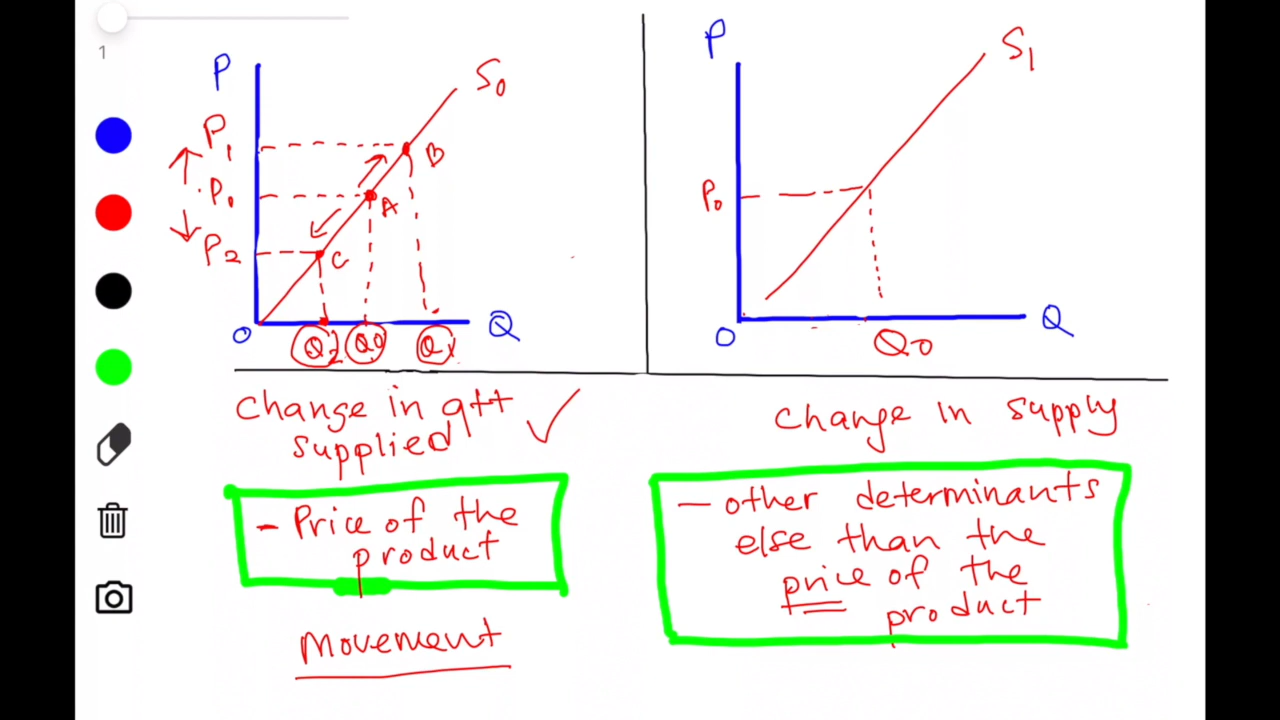 1
P
S0
P1
B
P0
A
P2
C
O
Q2
Q0
Q1
Q
P
S1
P0
O
Q0
Q
Change in qtt
supplied
- Price of the
product
Movement
Change in supply
- other determinants
else than the
price of the
product